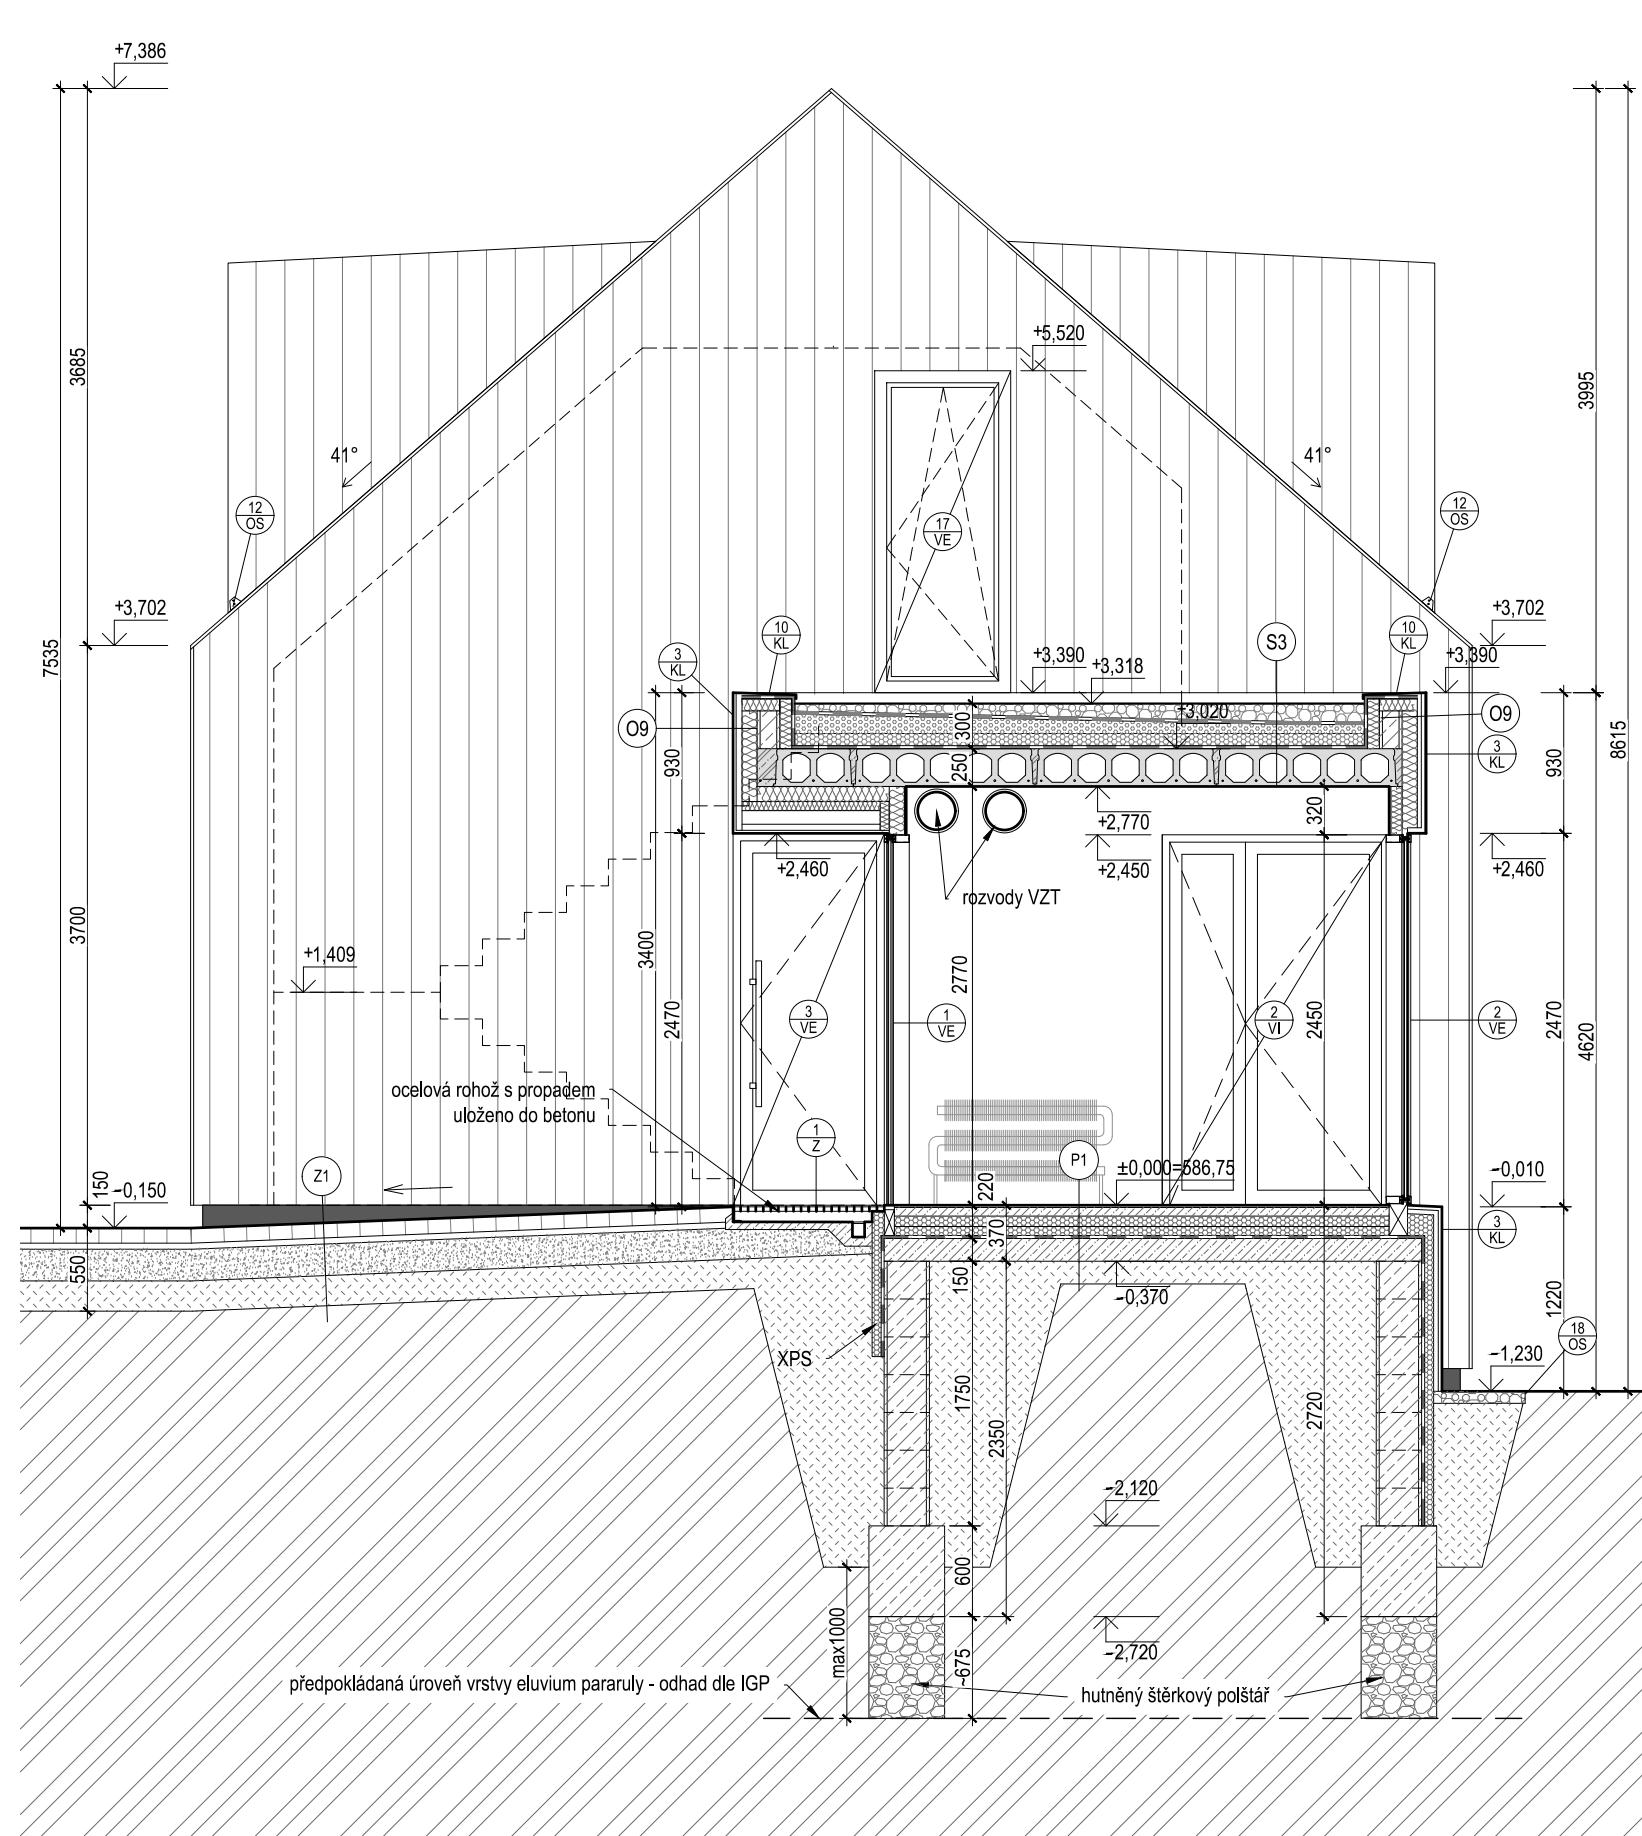 +7,386
3685
3995
+5,520
41°
41°
12
OS
12
OS
17
VE
+3,702
+3,702
7535
8615
10
KL
10
KL
S3
3
KL
+3,390
+3,318
+3,390
O9
O9
+3,020
300
3
KL
930
930
250
320
+2,770
+2,460
+2,450
+2,460
rozvody VZT
3700
3400
+1,409
2770
2470
2450
2470
4620
3
VE
1
VE
2
VI
2
VE
ocelová rohož s propadem
uloženo do betonu
1
Z
Z1
P1
±0,000=586,75
-0,010
150
-0,150
220
370
3
KL
550
150
-0,370
1220
18
OS
XPS
-1,230
1750
2350
2720
-2,120
600
max1000
-2,720
~675
předpokládaná úroveň vrstvy eluvium pararuly - odhad dle IGP
hutněný štěrkový polštář